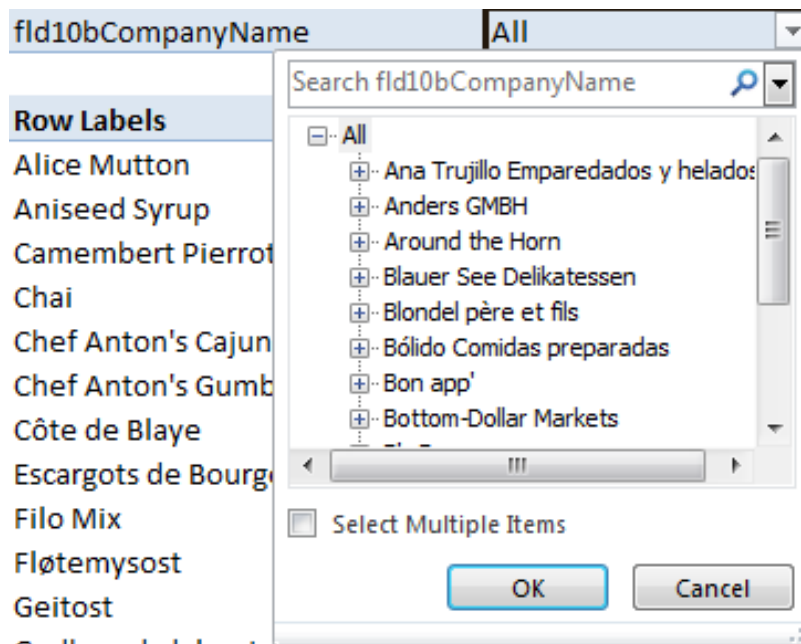 fld10bCompanyName All
Search fld10bCompanyName
Row Labels
Alice Mutton
Aniseed Syrup
Camembert Pierrot
Chai
Chef Anton's Cajun
Chef Anton's Gumb
Côte de Blaye
Escargots de Bourg
Filo Mix
Fløtemysost
Geitost
All
Ana Trujillo Emparedados y helados
Anders GMBH
Around the Horn
Blauer See Delikatessen
Blondel père et fils
Bólido Comidas preparadas
Bon app'
Bottom-Dollar Markets
Select Multiple Items
OK Cancel